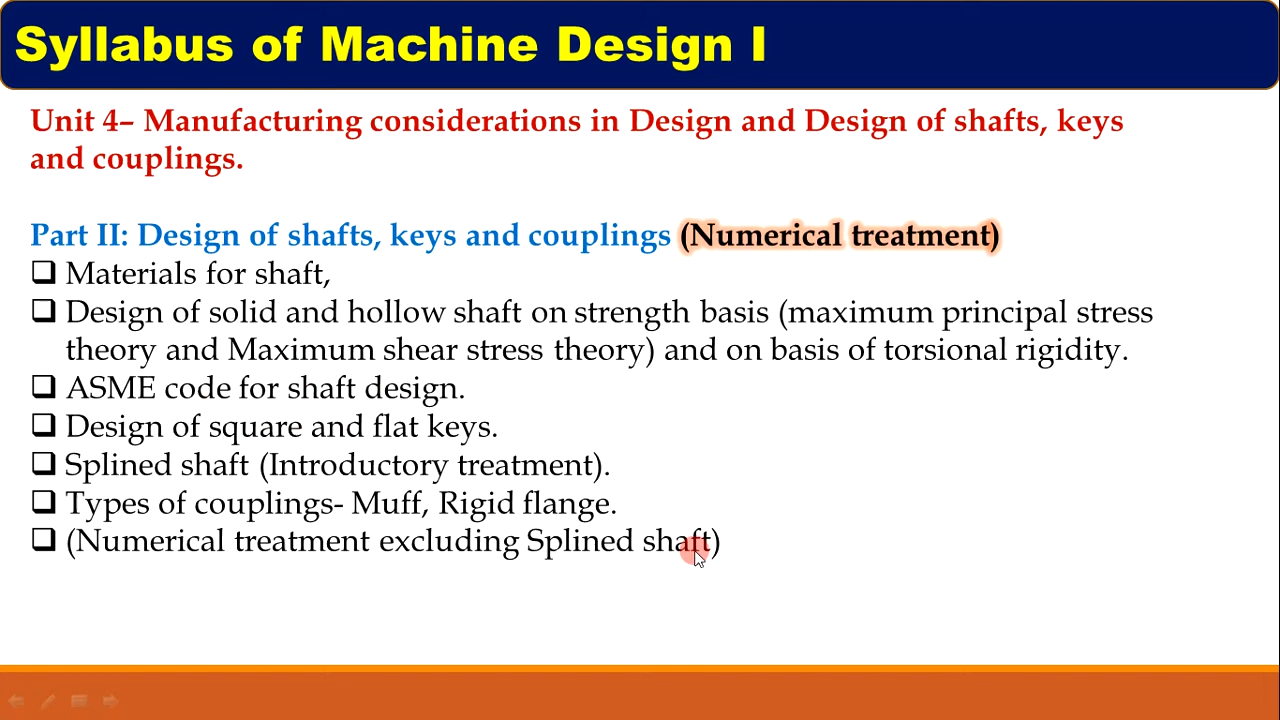 Syllabus of Machine Design I
Unit 4– Manufacturing considerations in Design and Design of shafts, keys
and couplings.
Part II: Design of shafts, keys and couplings (Numerical treatment)
❑ Materials for shaft,
❑ Design of solid and hollow shaft on strength basis (maximum principal stress
theory and Maximum shear stress theory) and on basis of torsional rigidity.
❑ ASME code for shaft design.
❑ Design of square and flat keys.
❑ Splined shaft (Introductory treatment).
❑ Types of couplings- Muff, Rigid flange.
❑ (Numerical treatment excluding Splined shaft)